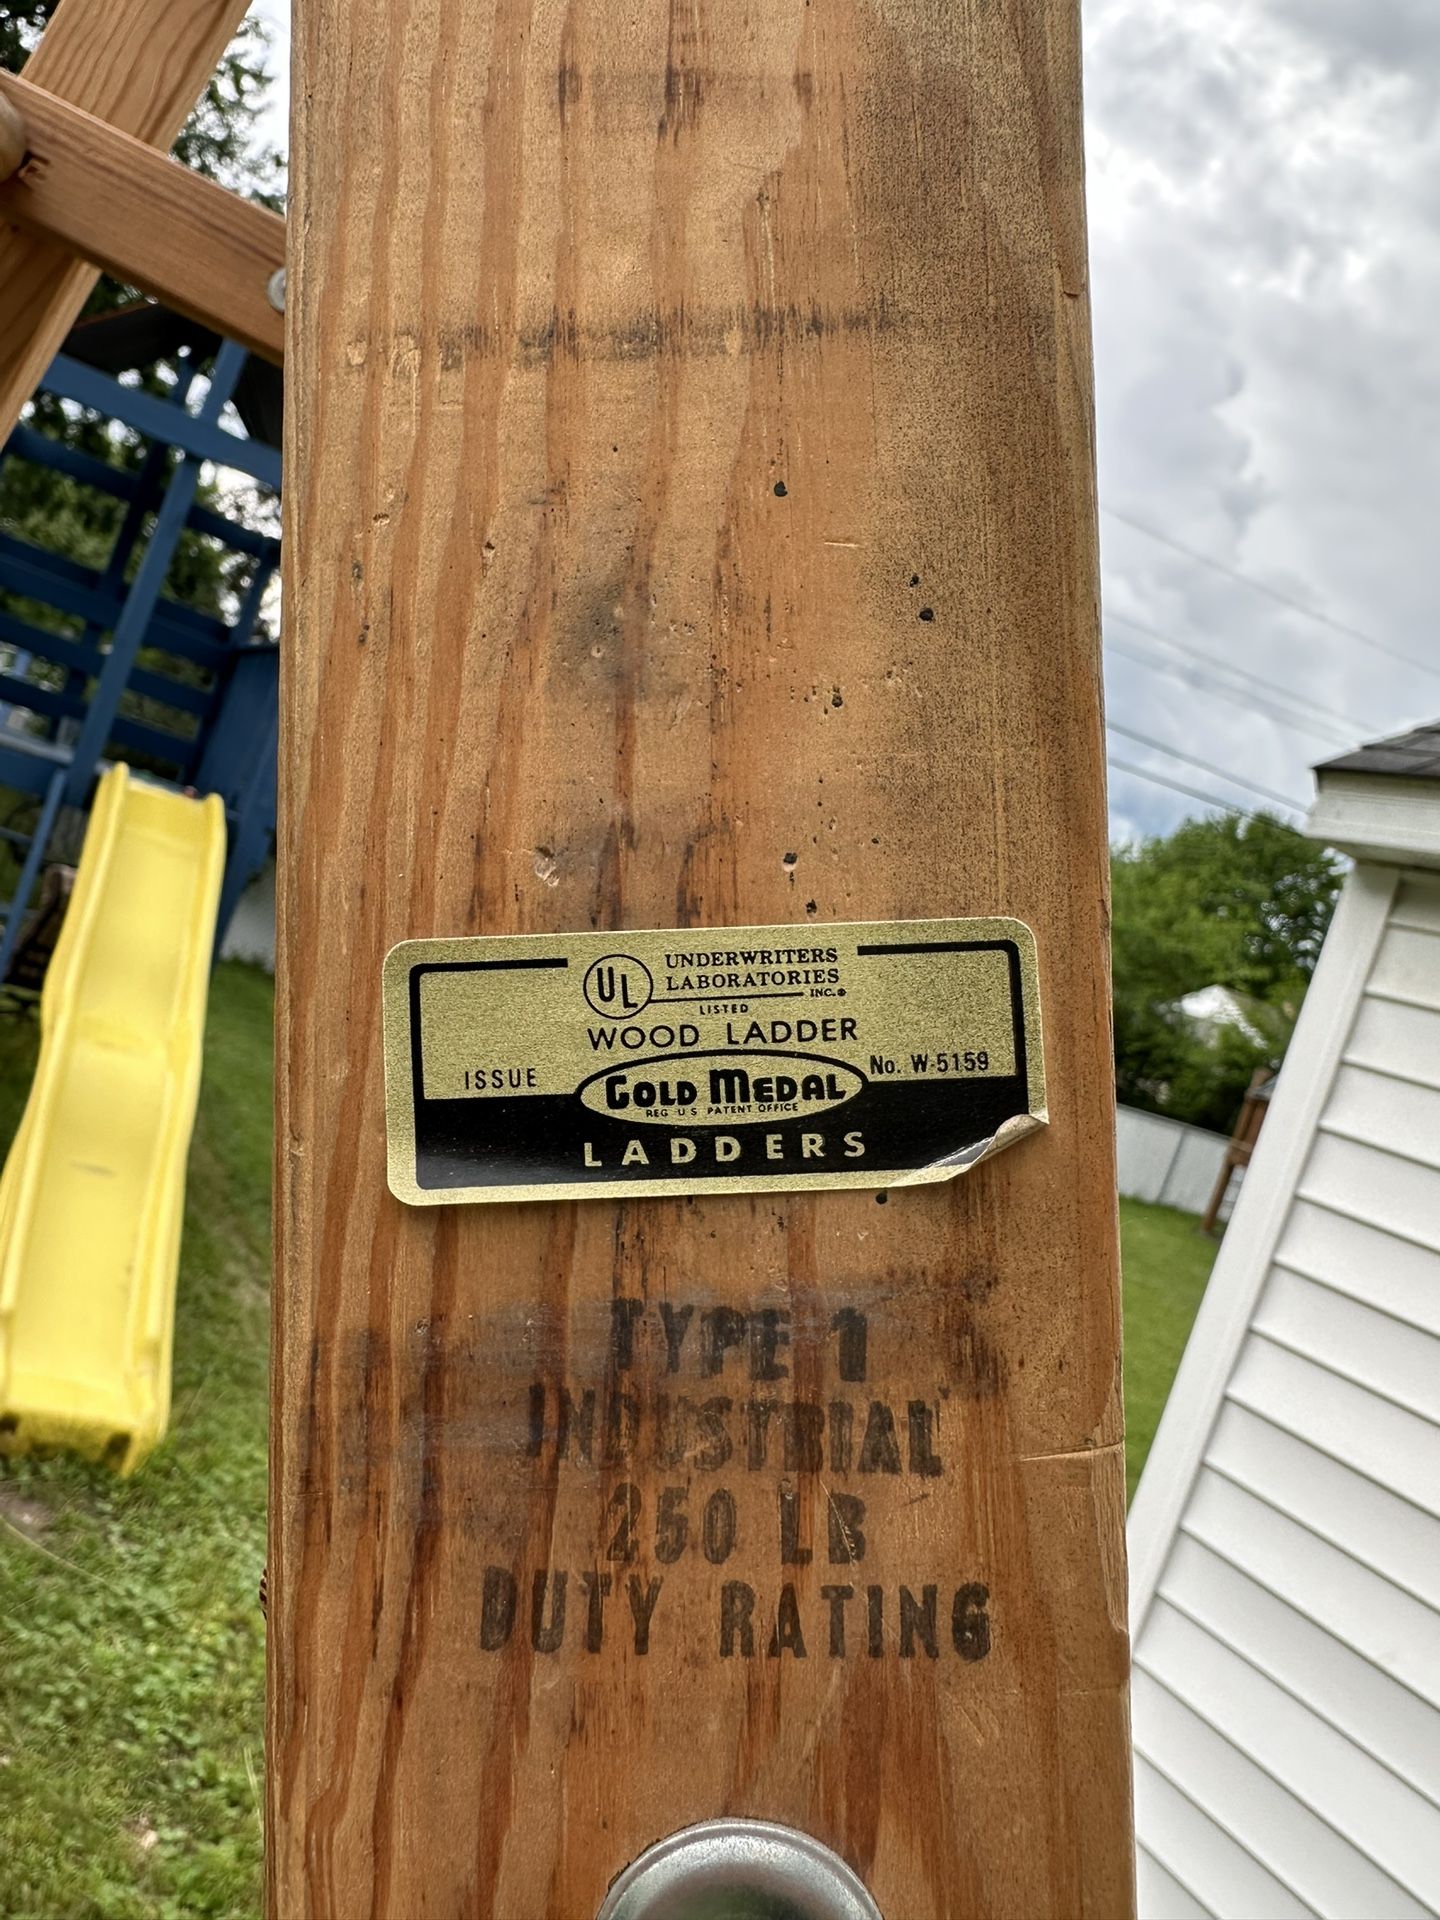 UL UNDERWRITERS
LABORATORIES
INC.®
LISTED
WOOD LADDER
ISSUE No. W-5159
GOLD MEDAL
REG U S PATENT OFFICE
LADDERS
TYPE 1
INDUSTRIAL
250 LB
DUTY RATING